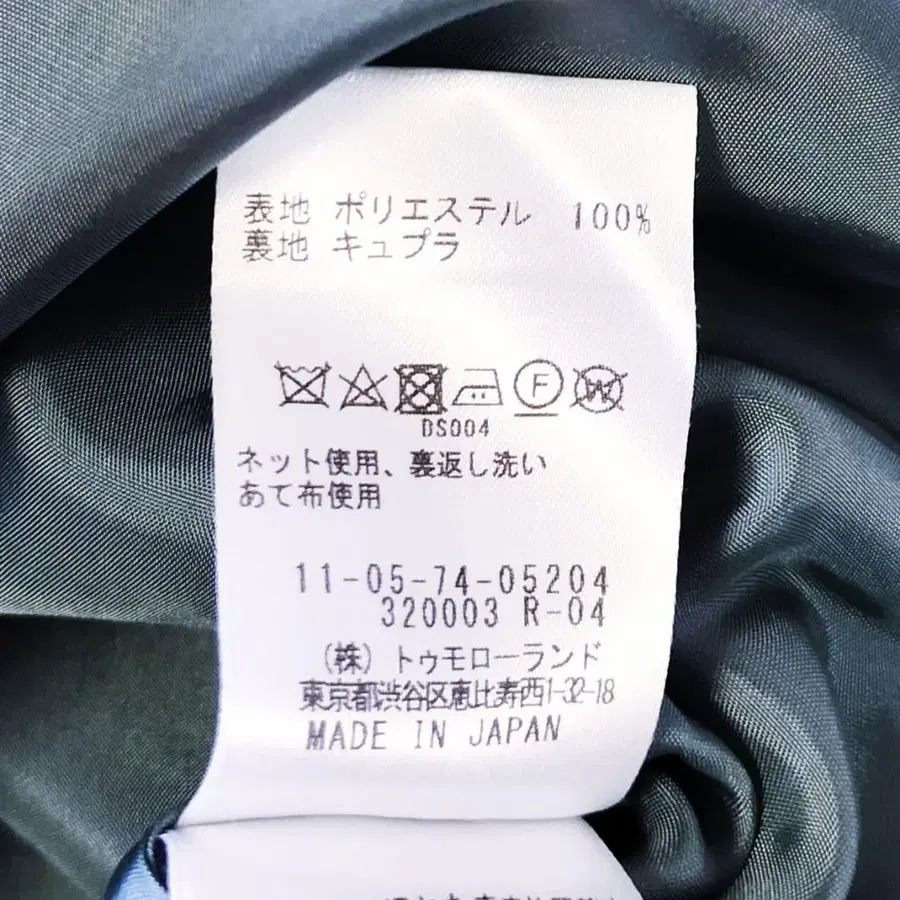 表地 ポリエステル 100%
裏地 キュプラ
DS004
ネット使用、裏返し洗い
あて布使用
11-05-74-05204
320003 R-04
(株) トゥモローランド
東京都渋谷区恵比寿西1-32-18
MADE IN JAPAN